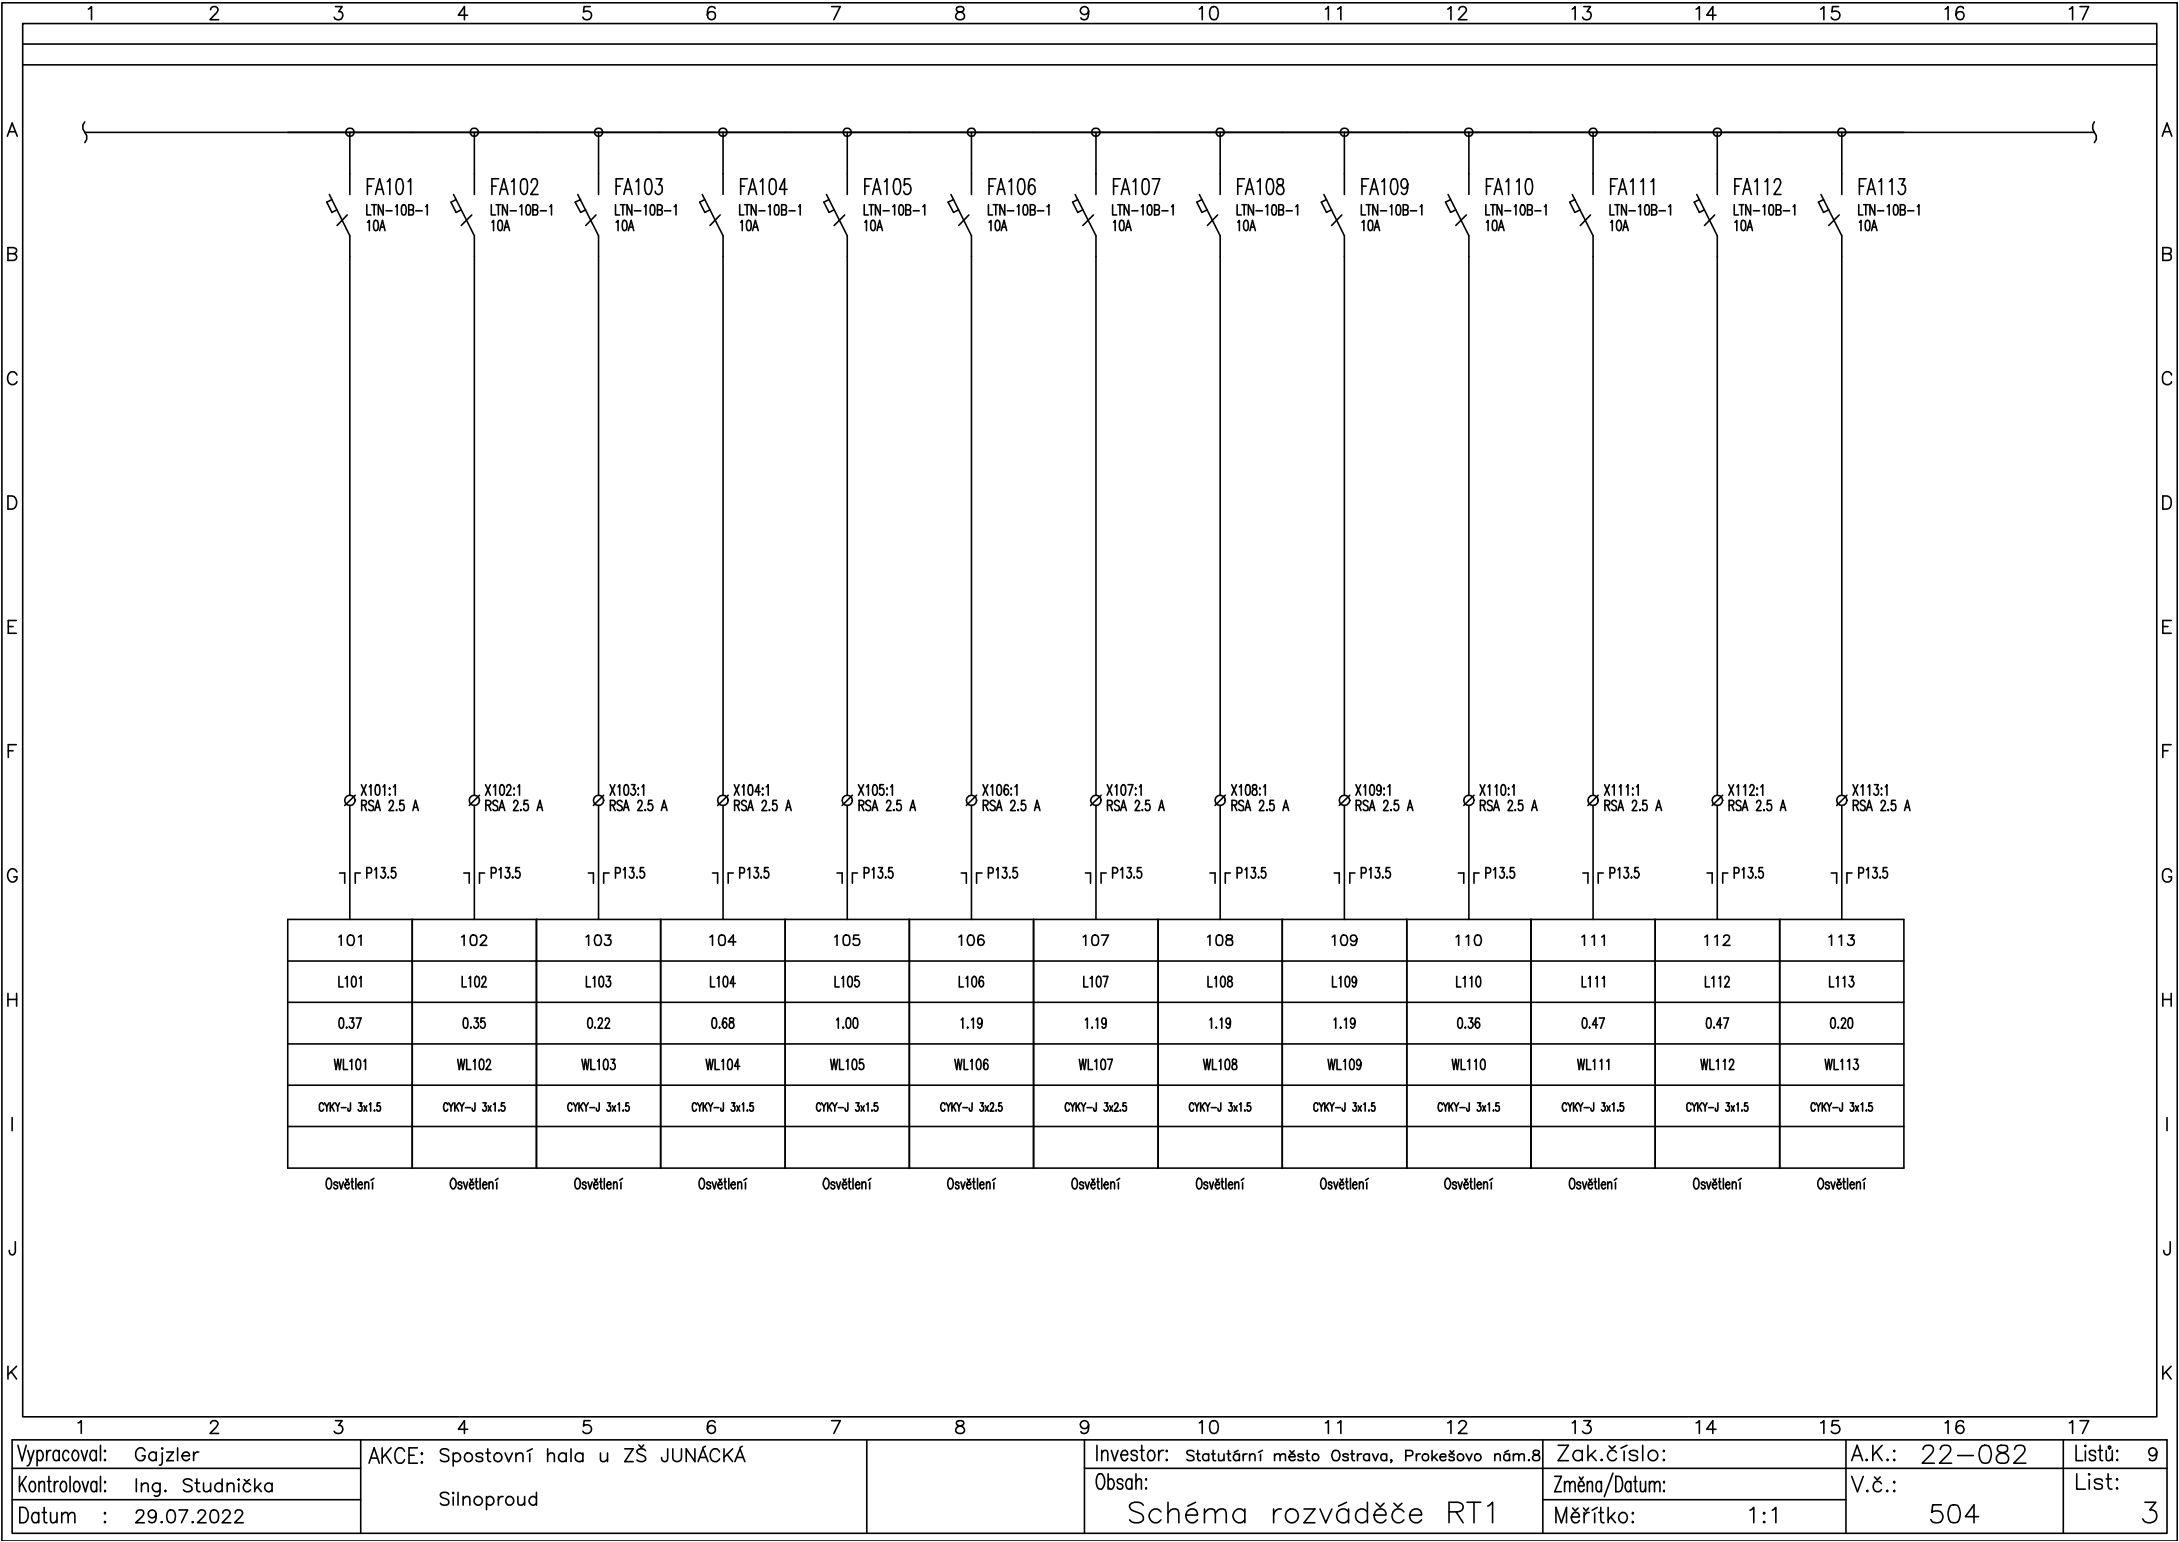 1 2 3 4 5 6 7 8 9 10 11 12 13 14 15 16 17
A A
FA101 FA102 FA103 FA104 FA105 FA106 FA107 FA108 FA109 FA110 FA111 FA112 FA113
LTN-10B-1 LTN-10B-1 LTN-10B-1 LTN-10B-1 LTN-10B-1 LTN-10B-1 LTN-10B-1 LTN-10B-1 LTN-10B-1 LTN-10B-1 LTN-10B-1 LTN-10B-1 LTN-10B-1
10A 10A 10A 10A 10A 10A 10A 10A 10A 10A 10A 10A 10A
B B
C C
D D
E E
F F
X101:1 X102:1 X103:1 X104:1 X105:1 X106:1 X107:1 X108:1 X109:1 X110:1 X111:1 X112:1 X113:1
RSA 2.5 A RSA 2.5 A RSA 2.5 A RSA 2.5 A RSA 2.5 A RSA 2.5 A RSA 2.5 A RSA 2.5 A RSA 2.5 A RSA 2.5 A RSA 2.5 A RSA 2.5 A RSA 2.5 A
G P13.5 P13.5 P13.5 P13.5 P13.5 P13.5 P13.5 P13.5 P13.5 P13.5 P13.5 P13.5 P13.5 G
101 102 103 104 105 106 107 108 109 110 111 112 113
L101 L102 L103 L104 L105 L106 L107 L108 L109 L110 L111 L112 L113
H H
0.37 0.35 0.22 0.68 1.00 1.19 1.19 1.19 1.19 0.36 0.47 0.47 0.20
WL101 WL102 WL103 WL104 WL105 WL106 WL107 WL108 WL109 WL110 WL111 WL112 WL113
CYKY-J 3x1.5 CYKY-J 3x1.5 CYKY-J 3x1.5 CYKY-J 3x1.5 CYKY-J 3x1.5 CYKY-J 3x2.5 CYKY-J 3x2.5 CYKY-J 3x1.5 CYKY-J 3x1.5 CYKY-J 3x1.5 CYKY-J 3x1.5 CYKY-J 3x1.5 CYKY-J 3x1.5
I I
Osvětlení Osvětlení Osvětlení Osvětlení Osvětlení Osvětlení Osvětlení Osvětlení Osvětlení Osvětlení Osvětlení Osvětlení Osvětlení
J J
K K
1 2 3 4 5 6 7 8 9 10 11 12 13 14 15 16 17
Vypracoval: Gajzler
Kontroloval: Ing. Studnička
Datum : 29.07.2022
AKCE: Spostovní hala u ZŠ JUNÁCKÁ
Silnoproud
Investor: Statutární město Ostrava, Prokešovo nám.8
Obsah:
Schéma rozváděče RT1
Zak.číslo:
Změna/Datum:
Měřítko: 1:1
A.K.: 22-082
V.č.:
504
Listů: 9
List:
3